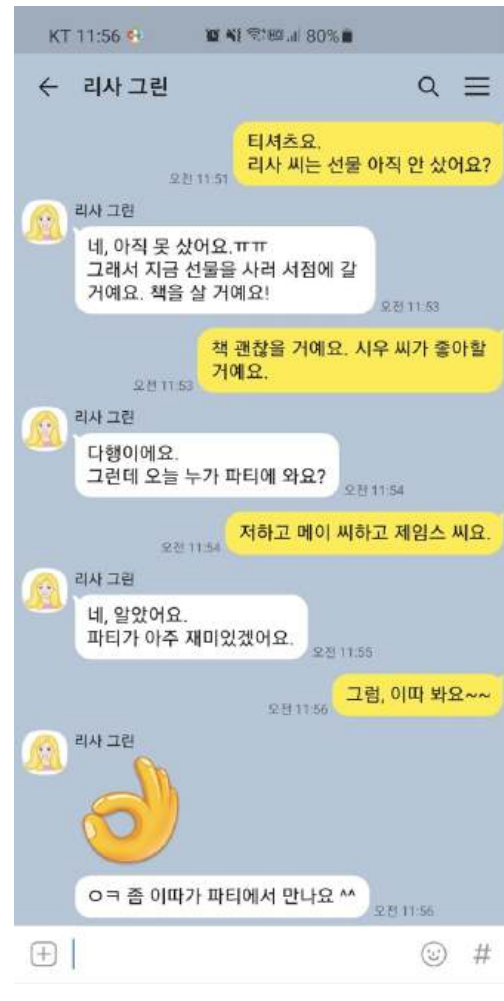 KT 11:56 80%
리사 그린
티셔츠요.
리사 씨는 선물 아직 안 샀어요?
오전 11:51
리사 그린
네, 아직 못 샀어요.ㅠㅠ
그래서 지금 선물을 사러 서점에 갈
거예요. 책을 살 거예요!
오전 11:53
책 괜찮을 거예요. 시우 씨가 좋아할
거예요.
오전 11:53
리사 그린
다행이에요.
그런데 오늘 누가 파티에 와요?
오전 11:54
저하고 메이 씨하고 제임스 씨요.
오전 11:54
리사 그린
네, 알았어요.
파티가 아주 재미있겠어요.
오전 11:55
그럼, 이따 봐요~~
오전 11:56
리사 그린
ㅇㅋ 좀 이따가 파티에서 만나요 ^^
오전 11:56
#